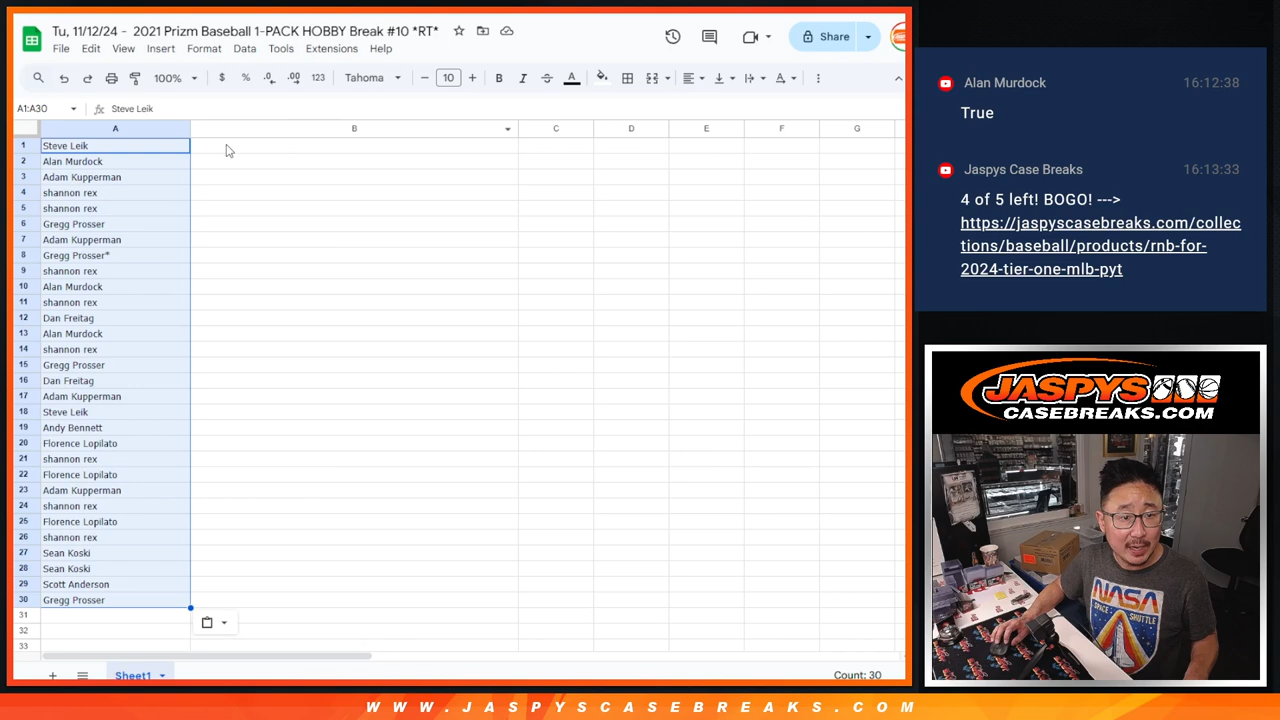 Tu, 11/12/24 - 2021 Prizm Baseball 1-PACK HOBBY Break #10 *RT*
File Edit View Insert Format Data Tools Extensions Help
Share
100% $ % .0 .00 123 Tahoma 10 B I A
A1:A30 fx Steve Leik
A B C D E F G
1 Steve Leik
2 Alan Murdock
3 Adam Kupperman
4 shannon rex
5 shannon rex
6 Gregg Prosser
7 Adam Kupperman
8 Gregg Prosser*
9 shannon rex
10 Alan Murdock
11 shannon rex
12 Dan Freitag
13 Alan Murdock
14 shannon rex
15 Gregg Prosser
16 Dan Freitag
17 Adam Kupperman
18 Steve Leik
19 Andy Bennett
20 Florence Lopilato
21 shannon rex
22 Florence Lopilato
23 Adam Kupperman
24 shannon rex
25 Florence Lopilato
26 shannon rex
27 Sean Koski
28 Sean Koski
29 Scott Anderson
30 Gregg Prosser
31
32
33
Sheet1 Count: 30
Alan Murdock 16:12:38
True
Jaspys Case Breaks 16:13:33
4 of 5 left! BOGO! --->
https://jaspyscasebreaks.com/collec
tions/baseball/products/rnb-for-
2024-tier-one-mlb-pyt
JASPYS
CASEBREAKS.COM
NASA
SPACE SHUTTLE
WWW.JASPYSCASEBREAKS.COM